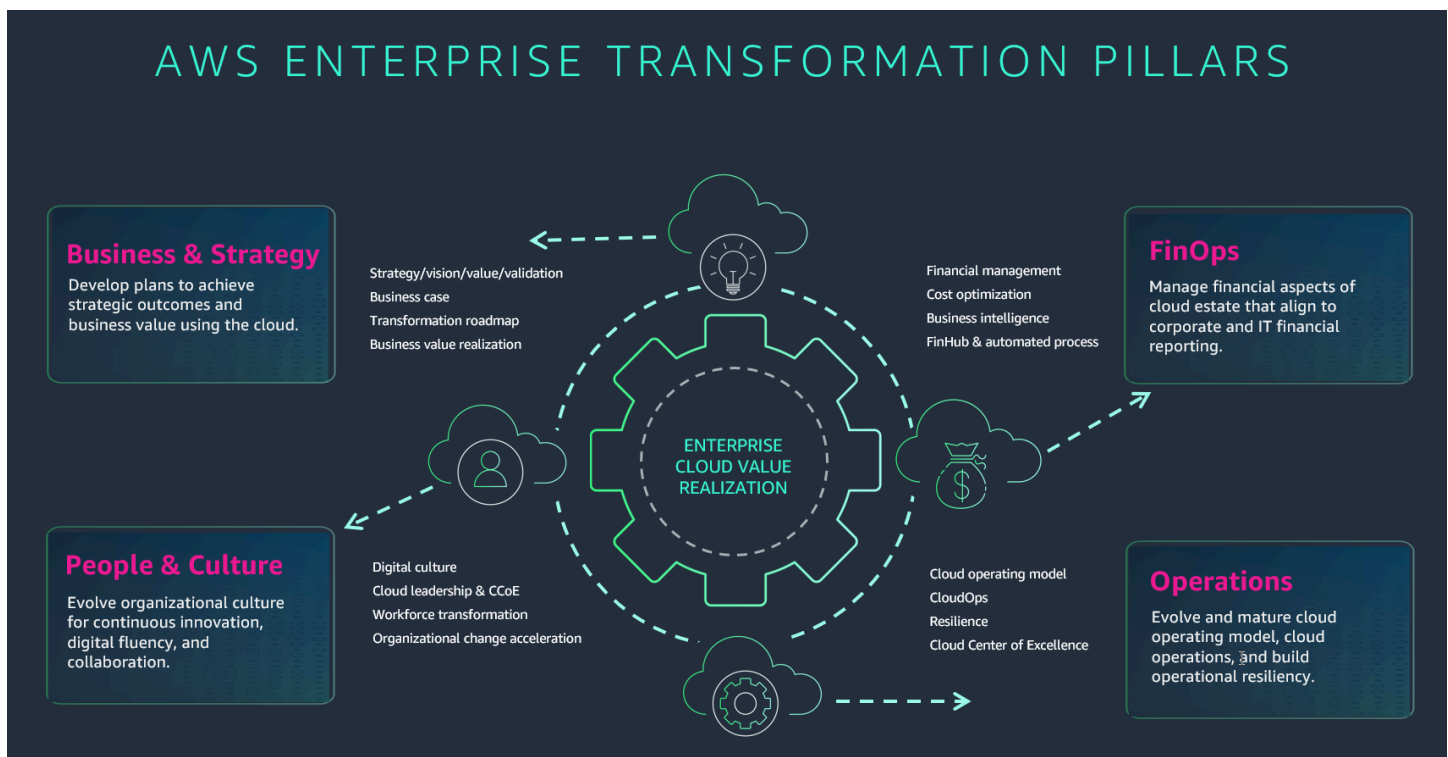 AWS ENTERPRISE TRANSFORMATION PILLARS
Business & Strategy
Develop plans to achieve
strategic outcomes and
business value using the cloud.
Strategy/vision/value/validation
Business case
Transformation roadmap
Business value realization
Financial management
Cost optimization
Business intelligence
FinHub & automated process
FinOps
Manage financial aspects of
cloud estate that align to
corporate and IT financial
reporting.
ENTERPRISE
CLOUD VALUE
REALIZATION
$
People & Culture
Evolve organizational culture
for continuous innovation,
digital fluency, and
collaboration.
Digital culture
Cloud leadership & CCoE
Workforce transformation
Organizational change acceleration
Cloud operating model
CloudOps
Resilience
Cloud Center of Excellence
Operations
Evolve and mature cloud
operating model, cloud
operations, and build
operational resiliency.